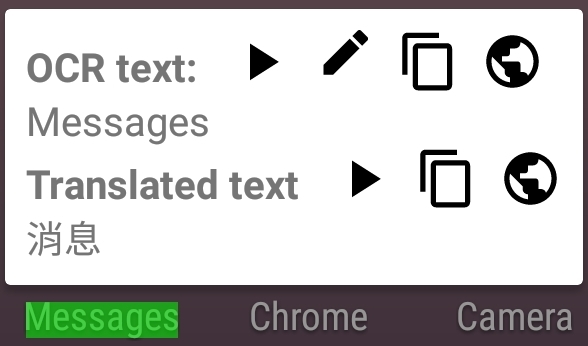 OCR text:
Messages
Translated text
消息
Messages Chrome Camera